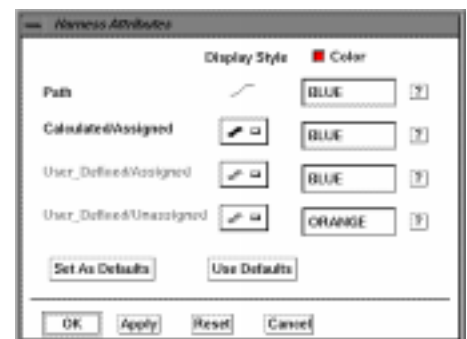 Harness Attributes
Display Style Color
Path BLUE ?
Calculated/Assigned BLUE ?
User_Defined/Assigned BLUE ?
User_Defined/Unassigned ORANGE ?
Set As Defaults Use Defaults
OK Apply Reset Cancel